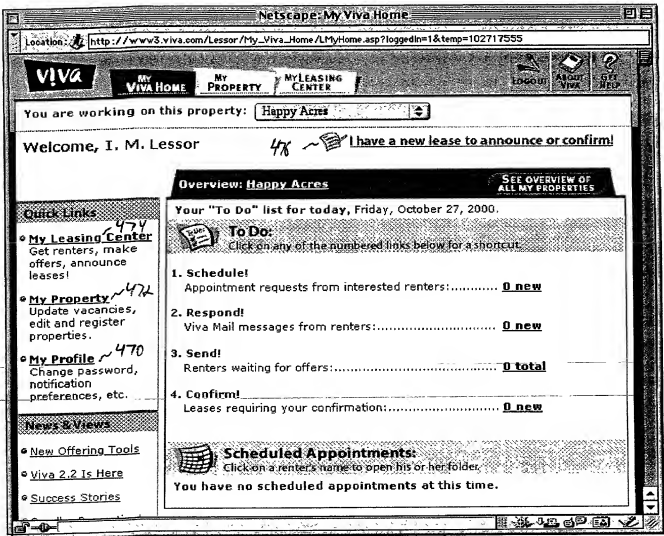 Netscape: My Viva Home
Location: http://www3.viva.com/Lessor/My_Viva_Home/LMyHome.asp?loggedIn=1&temp=102717555
viva
MY VIVA HOME
MY PROPERTY
MY LEASING CENTER
LOGOUT
ABOUT VIVA
GET HELP
You are working on this property: Happy Acres
Welcome, I. M. Lessor
476
I have a new lease to announce or confirm!
Overview: Happy Acres
SEE OVERVIEW OF
ALL MY PROPERTIES
Quick Links
474
My Leasing Center
Get renters, make
offers, announce
leases!
My Property 472
Update vacancies,
edit and register
properties.
My Profile 470
Change password,
notification
preferences, etc.
News & Views
New Offering Tools
Viva 2.2 Is Here
Success Stories
Your "To Do" list for today, Friday, October 27, 2000.
To Do:
Click on any of the numbered links below for a shortcut.
1. Schedule!
Appointment requests from interested renters:............ 0 new
2. Respond!
Viva Mail messages from renters:......................... 0 new
3. Send!
Renters waiting for offers:.............................. 0 total
4. Confirm!
Leases requiring your confirmation:...................... 0 new
Scheduled Appointments:
Click on a renter's name to open his or her folder.
You have no scheduled appointments at this time.